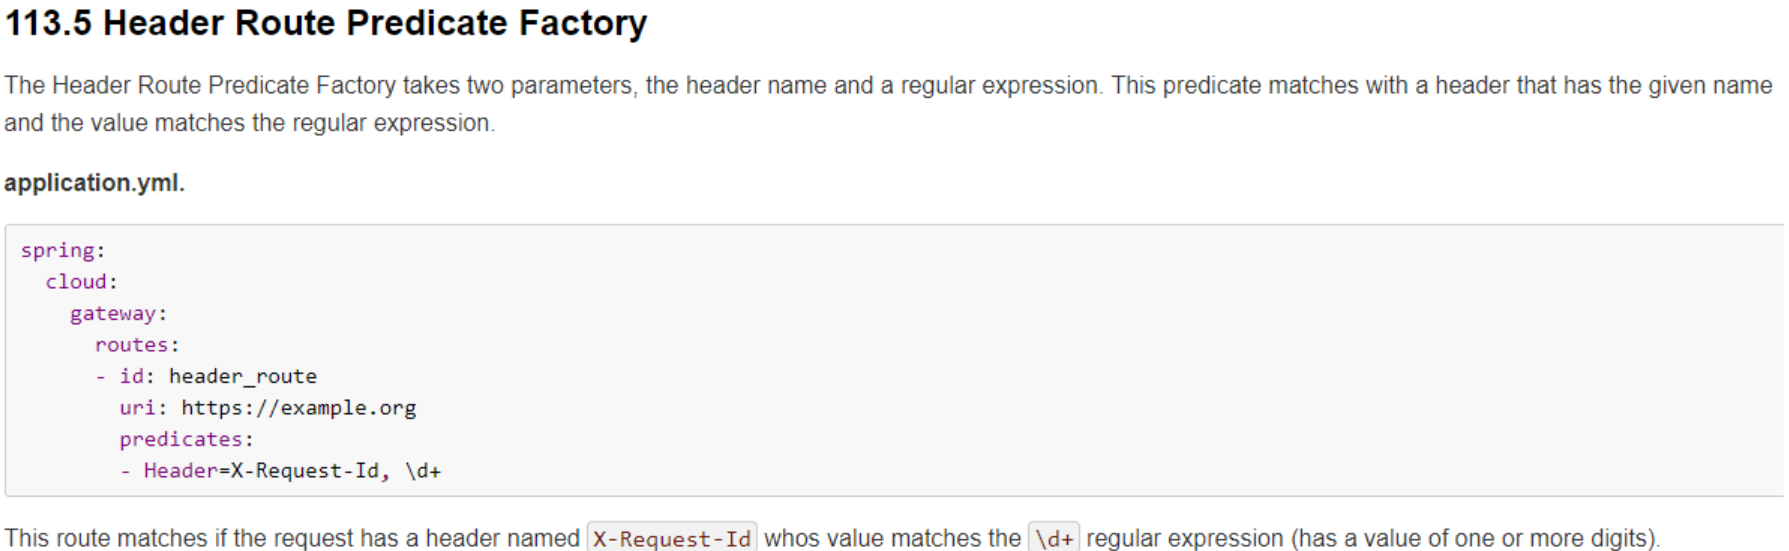 113.5 Header Route Predicate Factory
The Header Route Predicate Factory takes two parameters, the header name and a regular expression. This predicate matches with a header that has the given name
and the value matches the regular expression.
application.yml.
spring:
  cloud:
    gateway:
      routes:
      - id: header_route
        uri: https://example.org
        predicates:
        - Header=X-Request-Id, \d+
This route matches if the request has a header named X-Request-Id whos value matches the \d+ regular expression (has a value of one or more digits).